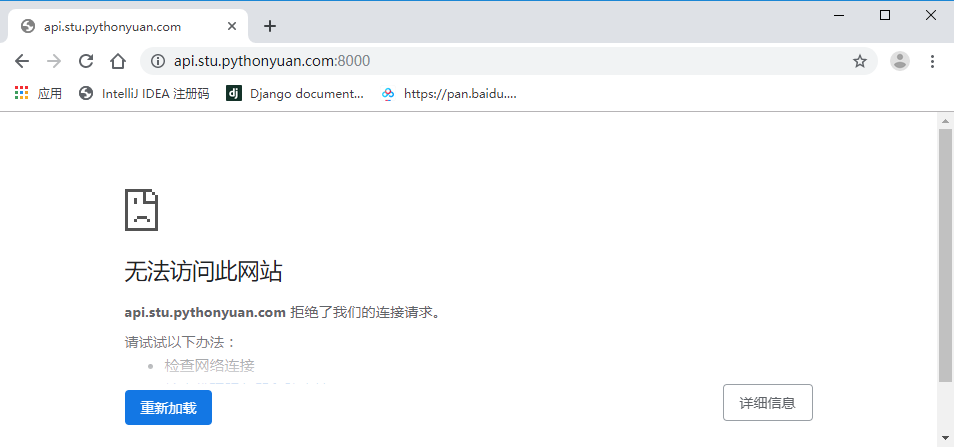 api.stu.pythonyuan.com
api.stu.pythonyuan.com:8000
应用 IntelliJ IDEA 注册码 Django document... https://pan.baidu....
无法访问此网站
api.stu.pythonyuan.com 拒绝了我们的连接请求。
请试试以下办法：
检查网络连接
重新加载 详细信息